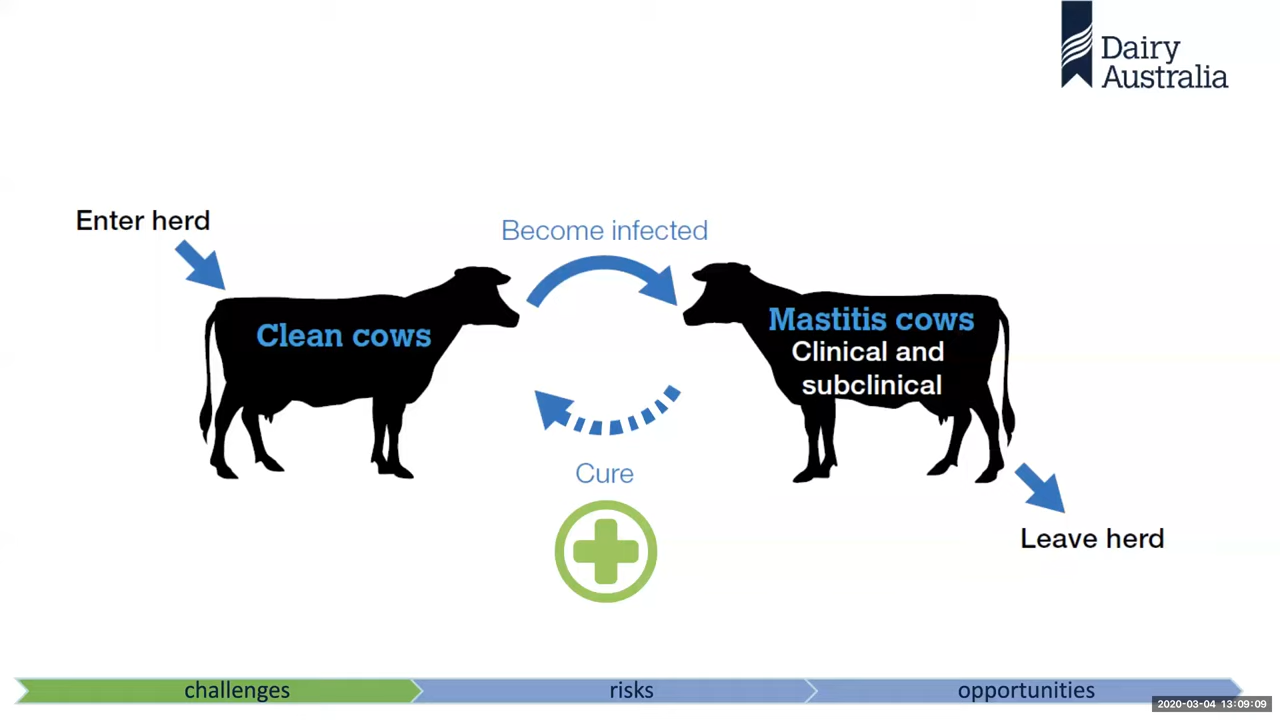 Dairy
Australia
Enter herd
Become infected
Clean cows
Mastitis cows
Clinical and
subclinical
Cure
Leave herd
challenges
risks
opportunities
2020-03-04 13:09:09